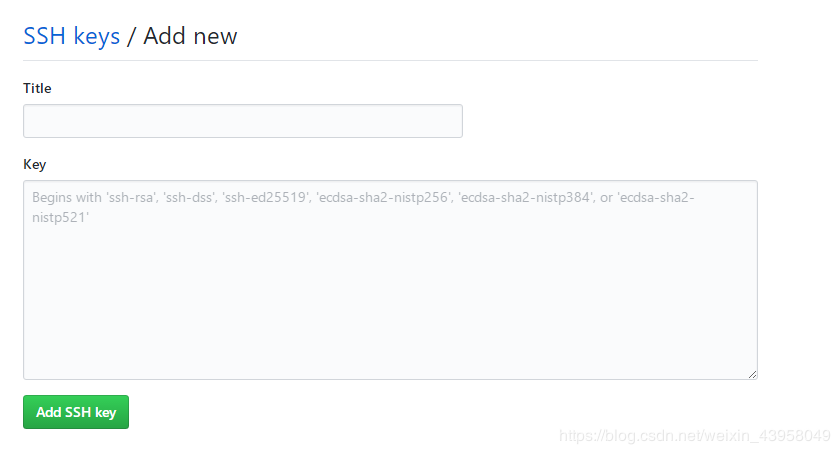 SSH keys / Add new
Title
Key
Begins with 'ssh-rsa', 'ssh-dss', 'ssh-ed25519', 'ecdsa-sha2-nistp256', 'ecdsa-sha2-nistp384', or 'ecdsa-sha2-
nistp521'
Add SSH key
https://blog.csdn.net/weixin_43958049